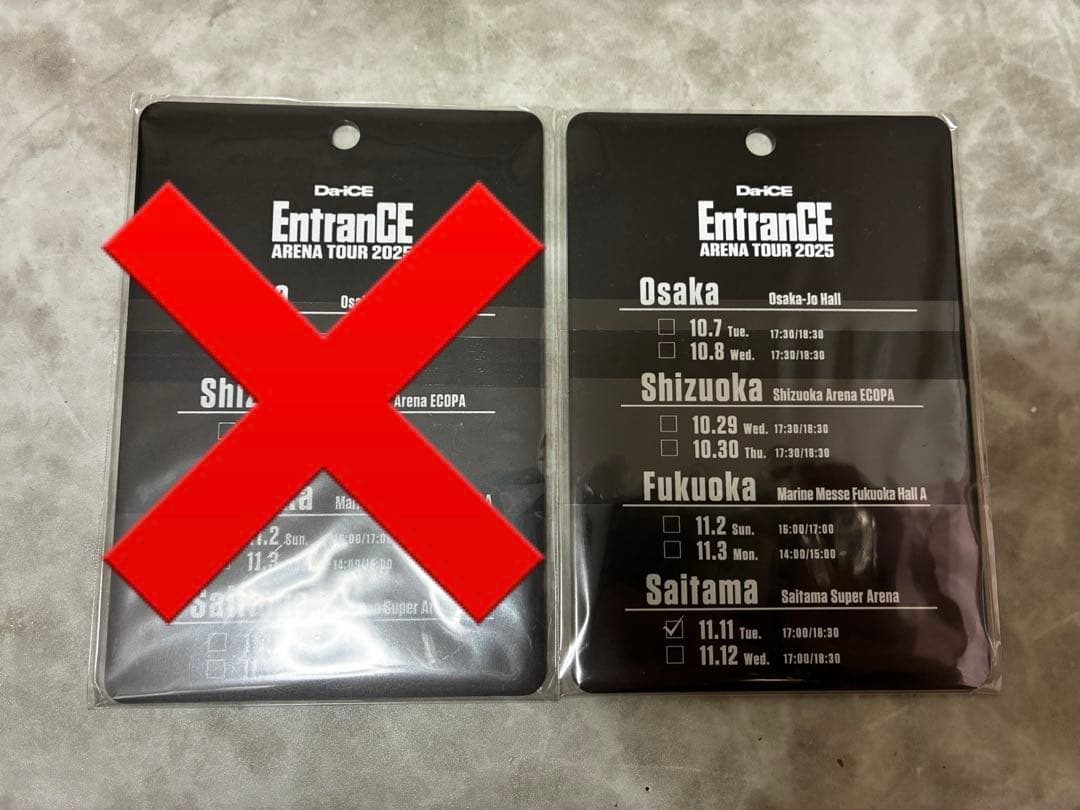 Da-iCE
EntranCE
ARENA TOUR 2025
Arena ECOPA
11.3
Da-iCE
EntranCE
ARENA TOUR 2025
Osaka Osaka-Jo Hall
10.7 Tue. 17:30/18:30
10.8 Wed. 17:30/18:30
Shizuoka Shizuoka Arena ECOPA
10.29 Wed. 17:30/18:30
10.30 Thu. 17:30/18:30
Fukuoka Marine Messe Fukuoka Hall A
11.2 Sun. 16:00/17:00
11.3 Mon. 14:00/15:00
Saitama Saitama Super Arena
11.11 Tue. 17:00/18:30
11.12 Wed. 17:00/18:30